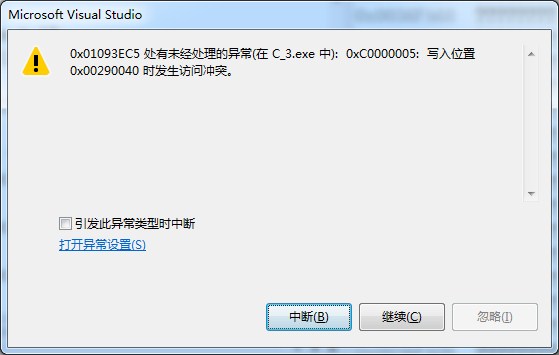 Microsoft Visual Studio
0x01093EC5 处有未经处理的异常(在 C_3.exe 中): 0xC0000005: 写入位置
0x00290040 时发生访问冲突。
引发此异常类型时中断
打开异常设置(S)
中断(B) 继续(C) 忽略(I)